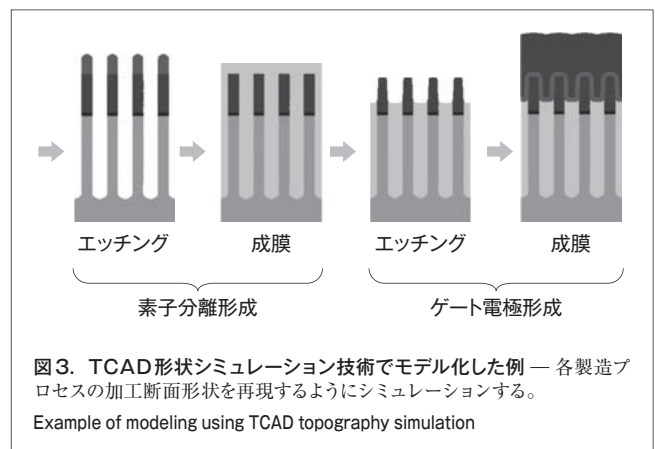 エッチング 成膜 エッチング 成膜
素子分離形成 ゲート電極形成
図3. TCAD形状シミュレーション技術でモデル化した例 — 各製造プ
ロセスの加工断面形状を再現するようにシミュレーションする。
Example of modeling using TCAD topography simulation